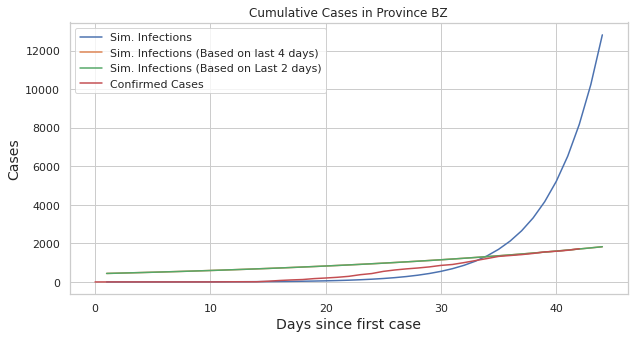 Cumulative Cases in Province BZ
Sim. Infections
Sim. Infections (Based on last 4 days)
Sim. Infections (Based on Last 2 days)
Confirmed Cases
Cases
12000
10000
8000
6000
4000
2000
0
0 10 20 30 40
Days since first case